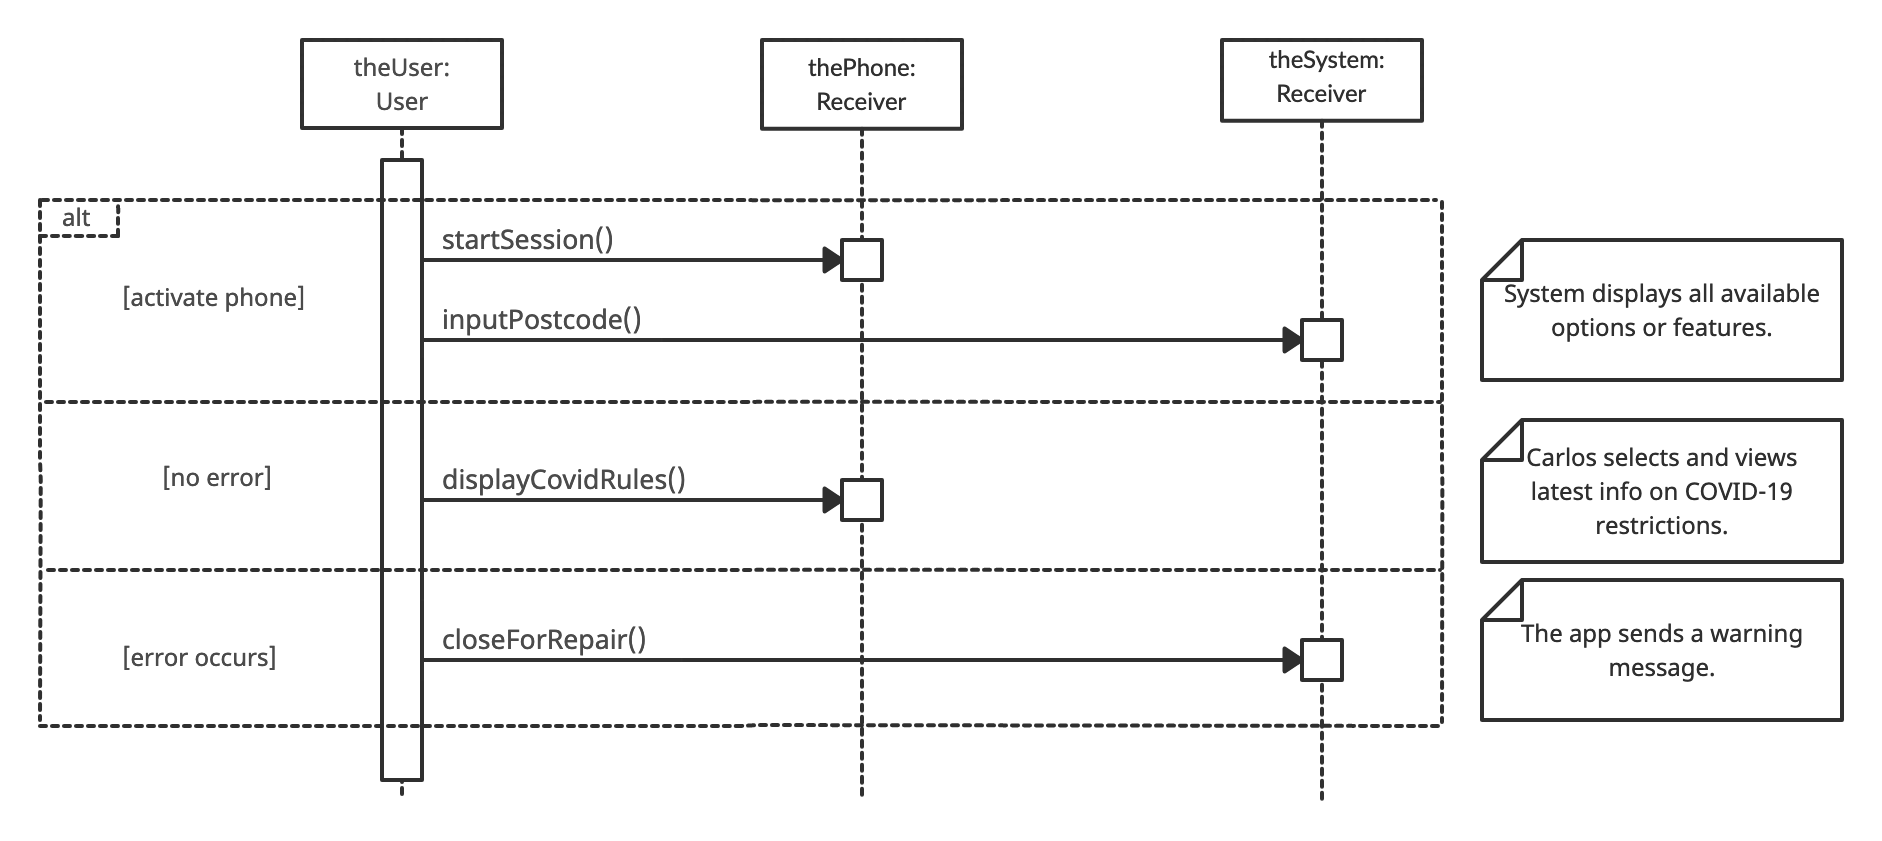 theUser:
User
thePhone:
Receiver
theSystem:
Receiver
alt
startSession()
[activate phone]
inputPostcode()
System displays all available
options or features.
[no error]
displayCovidRules()
Carlos selects and views
latest info on COVID-19
restrictions.
[error occurs]
closeForRepair()
The app sends a warning
message.